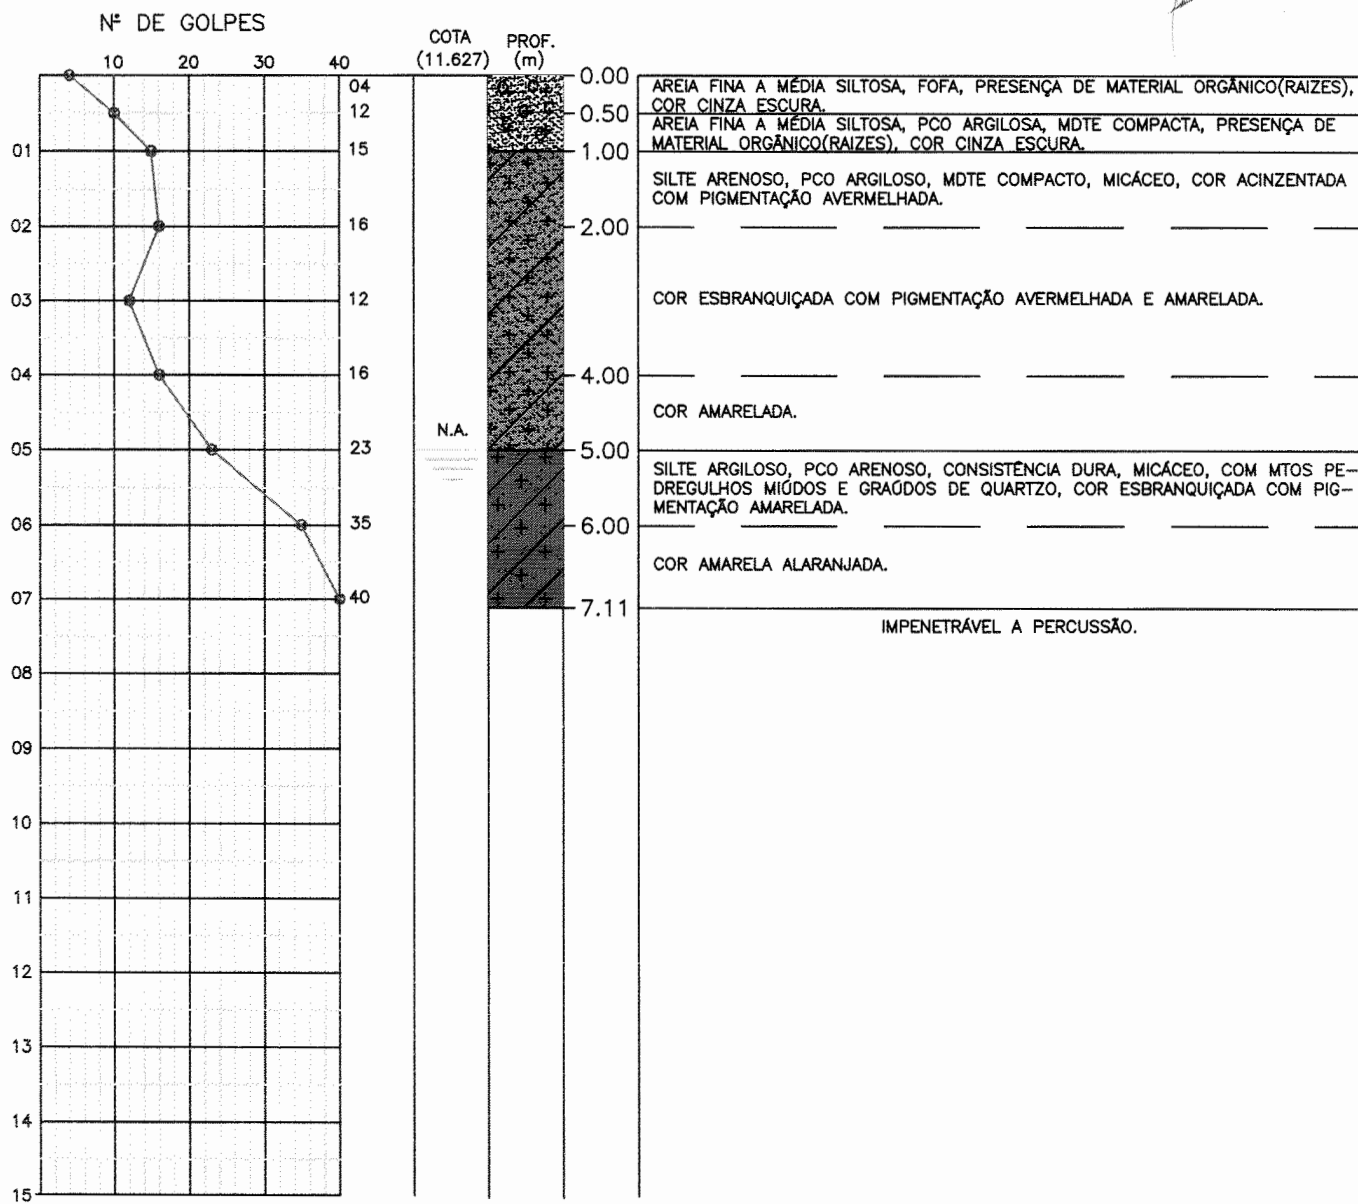 Nº DE GOLPES
COTA
(11.627)
PROF.
(m)
10 20 30 40
04
12
01 15
02 16
03 12
04 16
05 23
06 35
07 40
08
09
10
11
12
13
14
15
N.A.
0.00
AREIA FINA A MÉDIA SILTOSA, FOFA, PRESENÇA DE MATERIAL ORGÂNICO(RAIZES),
COR CINZA ESCURA.
0.50
AREIA FINA A MÉDIA SILTOSA, PCO ARGILOSA, MDTE COMPACTA, PRESENÇA DE
MATERIAL ORGÂNICO(RAIZES), COR CINZA ESCURA.
1.00
SILTE ARENOSO, PCO ARGILOSO, MDTE COMPACTO, MICÁCEO, COR ACINZENTADA
COM PIGMENTAÇÃO AVERMELHADA.
2.00
COR ESBRANQUIÇADA COM PIGMENTAÇÃO AVERMELHADA E AMARELADA.
4.00
COR AMARELADA.
5.00
SILTE ARGILOSO, PCO ARENOSO, CONSISTÊNCIA DURA, MICÁCEO, COM MTOS PE-
DREGULHOS MIÚDOS E GRAÚDOS DE QUARTZO, COR ESBRANQUIÇADA COM PIG-
MENTAÇÃO AMARELADA.
6.00
COR AMARELA ALARANJADA.
7.11
IMPENETRÁVEL A PERCUSSÃO.